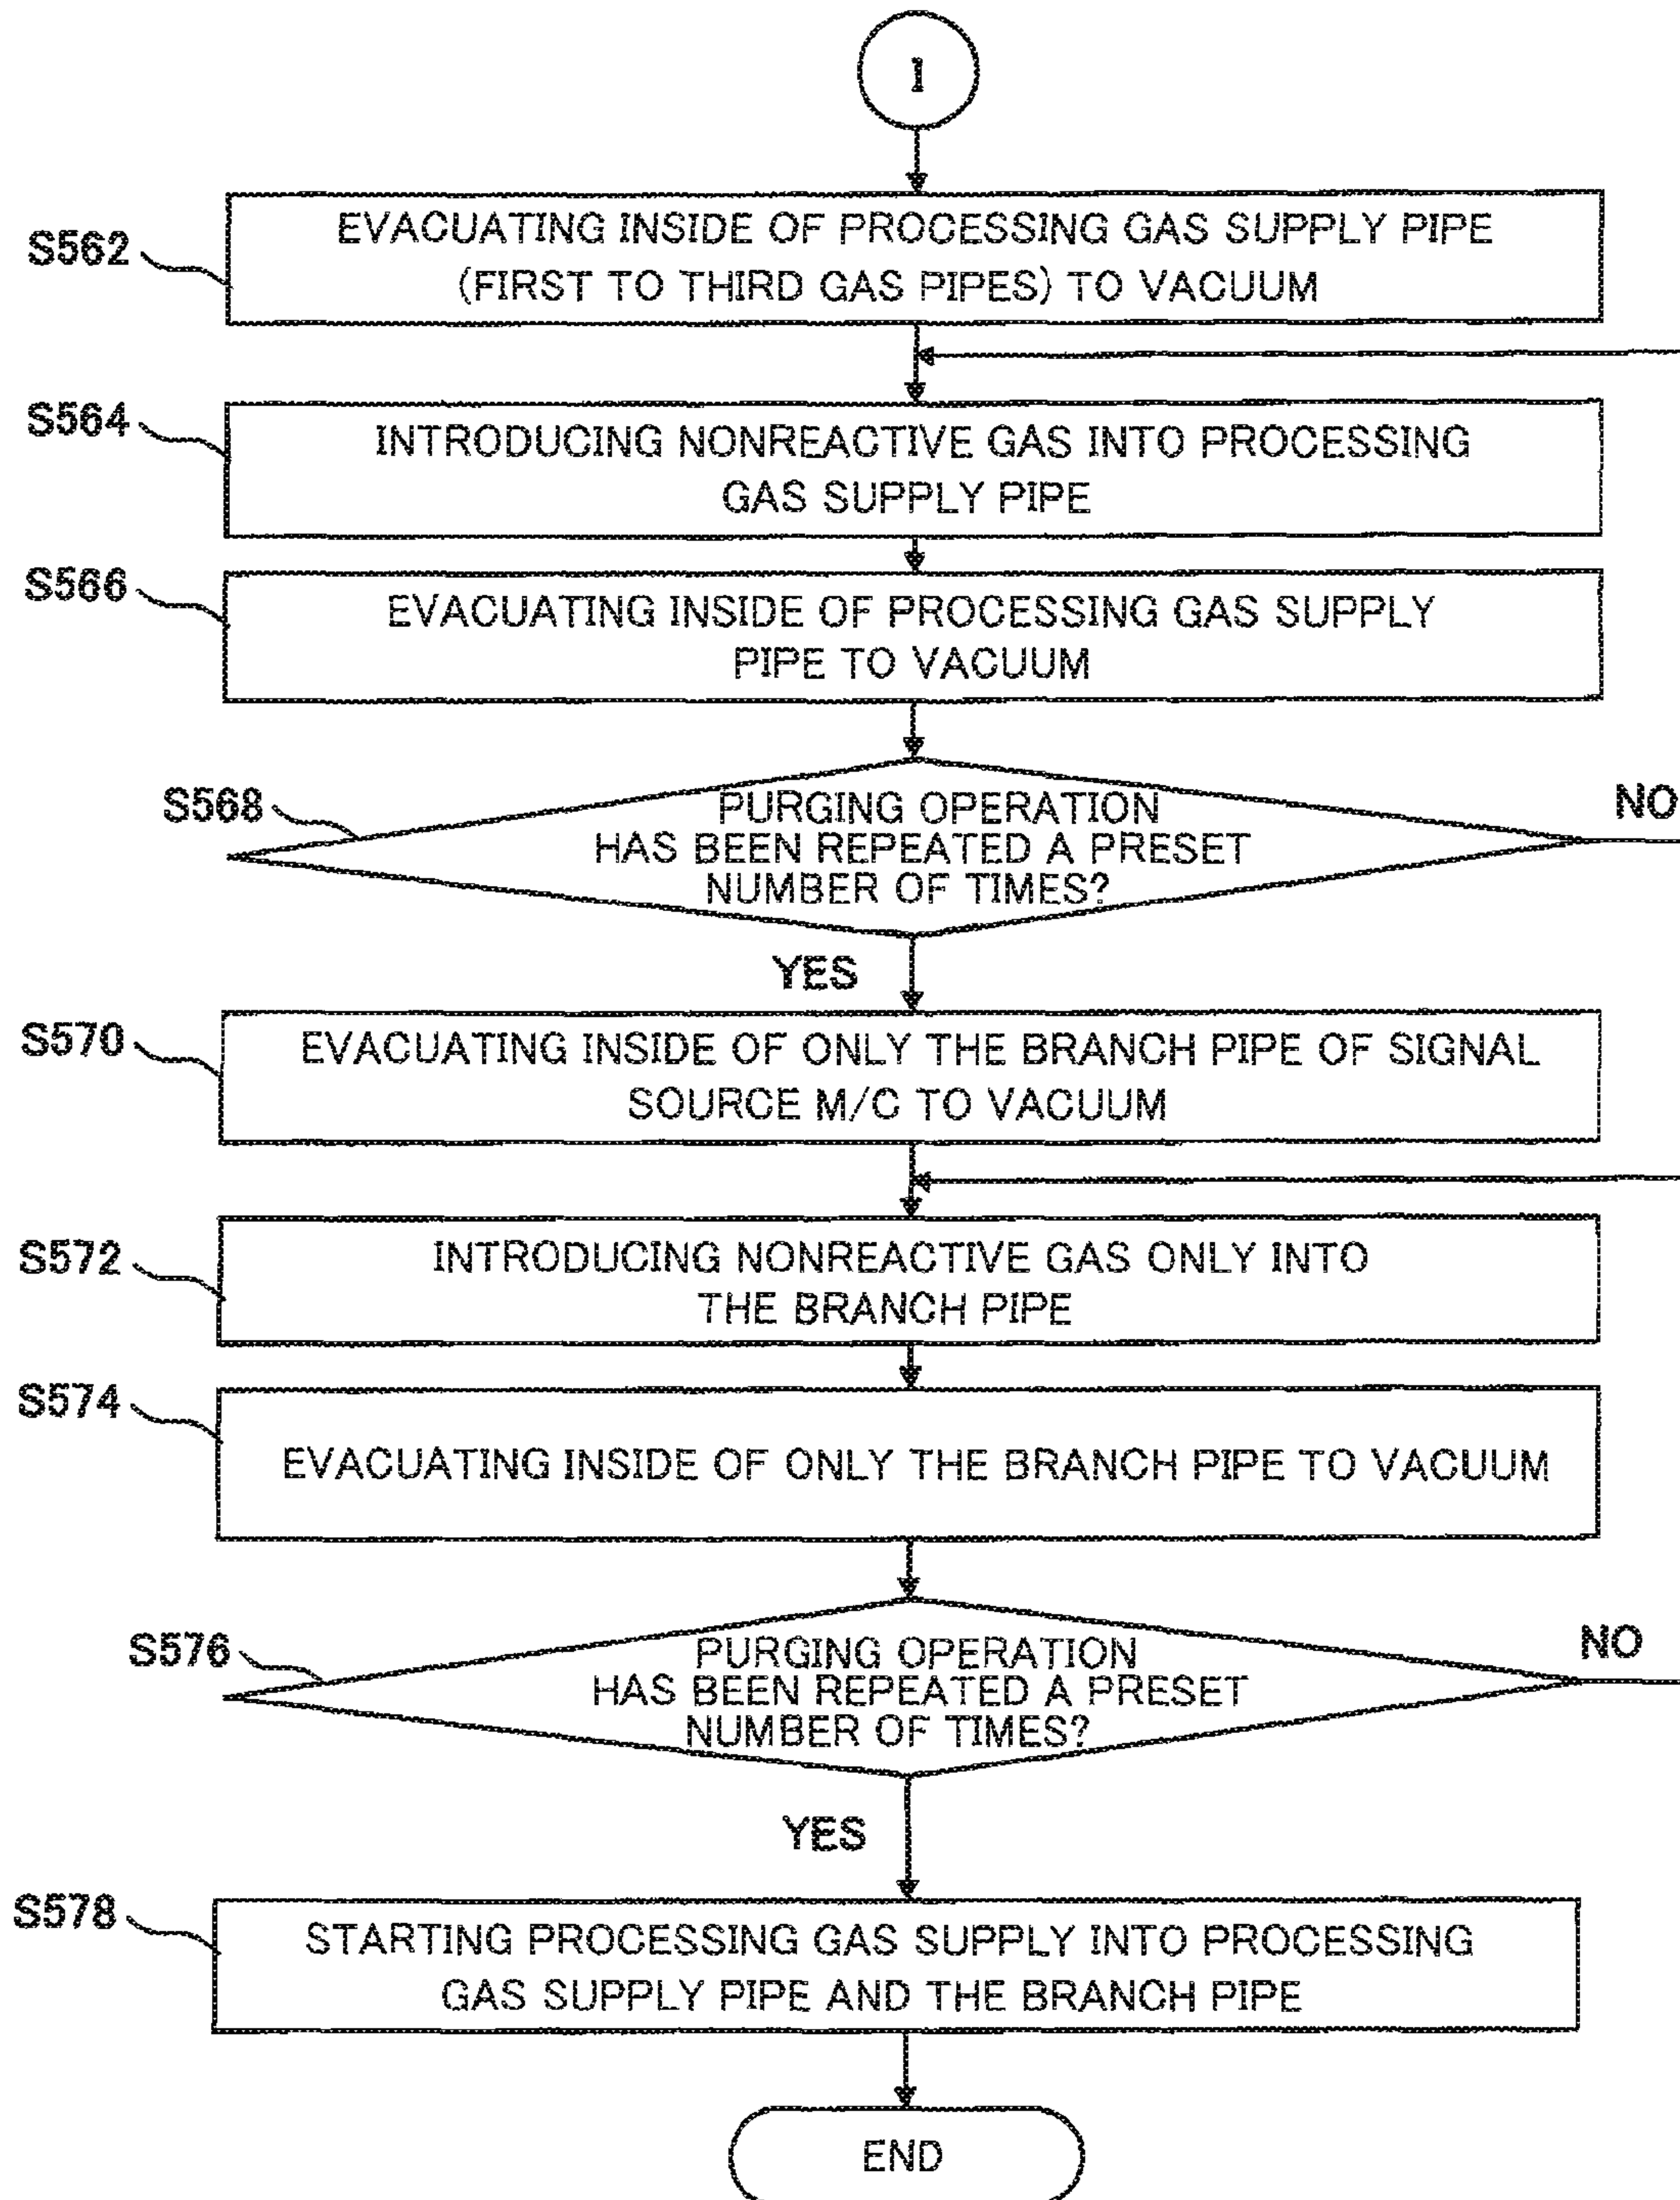 1
S562
EVACUATING INSIDE OF PROCESSING GAS SUPPLY PIPE
(FIRST TO THIRD GAS PIPES) TO VACUUM
S564
INTRODUCING NONREACTIVE GAS INTO PROCESSING
GAS SUPPLY PIPE
S566
EVACUATING INSIDE OF PROCESSING GAS SUPPLY
PIPE TO VACUUM
S568
PURGING OPERATION
HAS BEEN REPEATED A PRESET
NUMBER OF TIMES?
NO
YES
S570
EVACUATING INSIDE OF ONLY THE BRANCH PIPE OF SIGNAL
SOURCE M/C TO VACUUM
S572
INTRODUCING NONREACTIVE GAS ONLY INTO
THE BRANCH PIPE
S574
EVACUATING INSIDE OF ONLY THE BRANCH PIPE TO VACUUM
S576
PURGING OPERATION
HAS BEEN REPEATED A PRESET
NUMBER OF TIMES?
NO
YES
S578
STARTING PROCESSING GAS SUPPLY INTO PROCESSING
GAS SUPPLY PIPE AND THE BRANCH PIPE
END